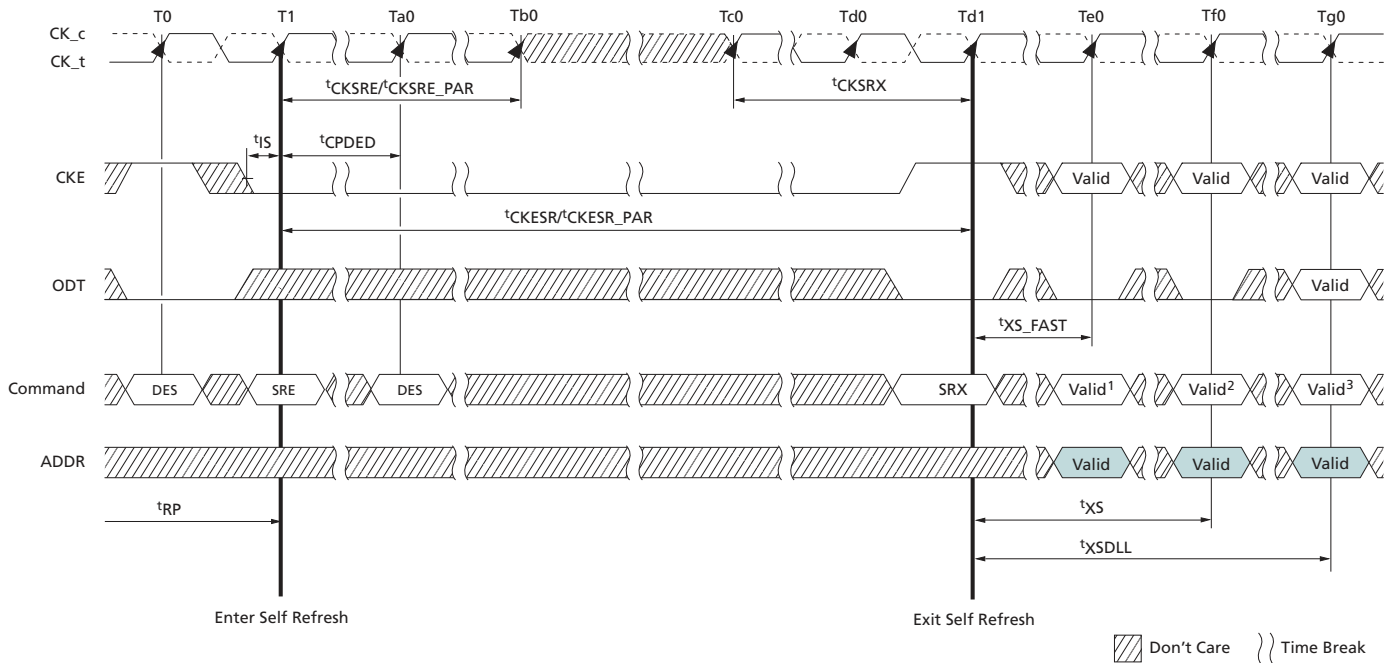 T0 T1 Ta0 Tb0 Tc0 Td0 Td1 Te0 Tf0 Tg0
CK_c
CK_t
tCKSRE/tCKSRE_PAR tCKSRX
tIS tCPDED
CKE Valid Valid Valid
tCKESR/tCKESR_PAR
ODT Valid
tXS_FAST
Command DES SRE DES SRX Valid1 Valid2 Valid3
ADDR Valid Valid Valid
tRP tXS
tXSDLL
Enter Self Refresh Exit Self Refresh
Don't Care Time Break